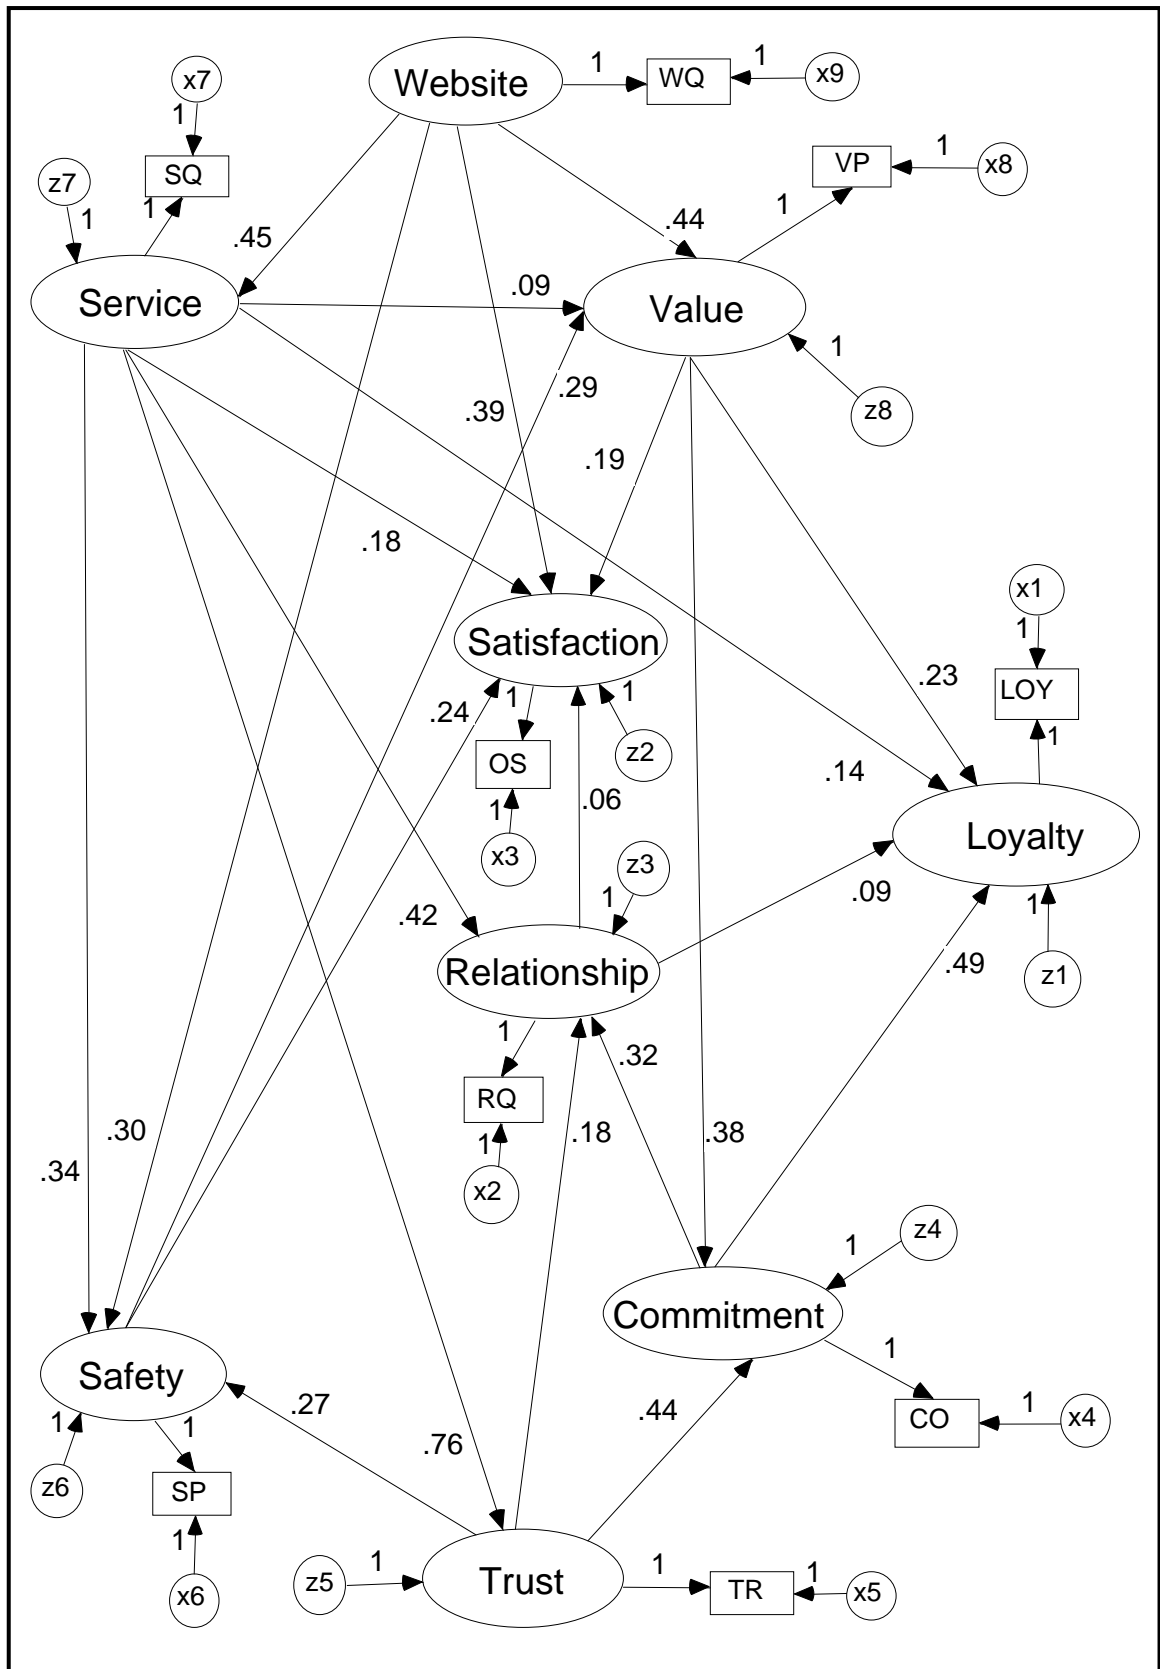 Website
1
WQ
1
x9
x7
1
SQ
1
z7
1
VP
1
x8
1
.45
.44
Service
.09
Value
1
z8
.39
.29
.19
.18
x1
1
LOY
1
Satisfaction
.23
.24
1
1
OS
z2
1
x3
.06
.14
Loyalty
z3
1
.42
.09
1
z1
Relationship
.49
1
.32
RQ
1
x2
.18
.38
.30
.34
z4
1
Commitment
1
CO
1
x4
Safety
1
z6
1
SP
1
x6
.27
.76
.44
z5
1
Trust
1
TR
1
x5